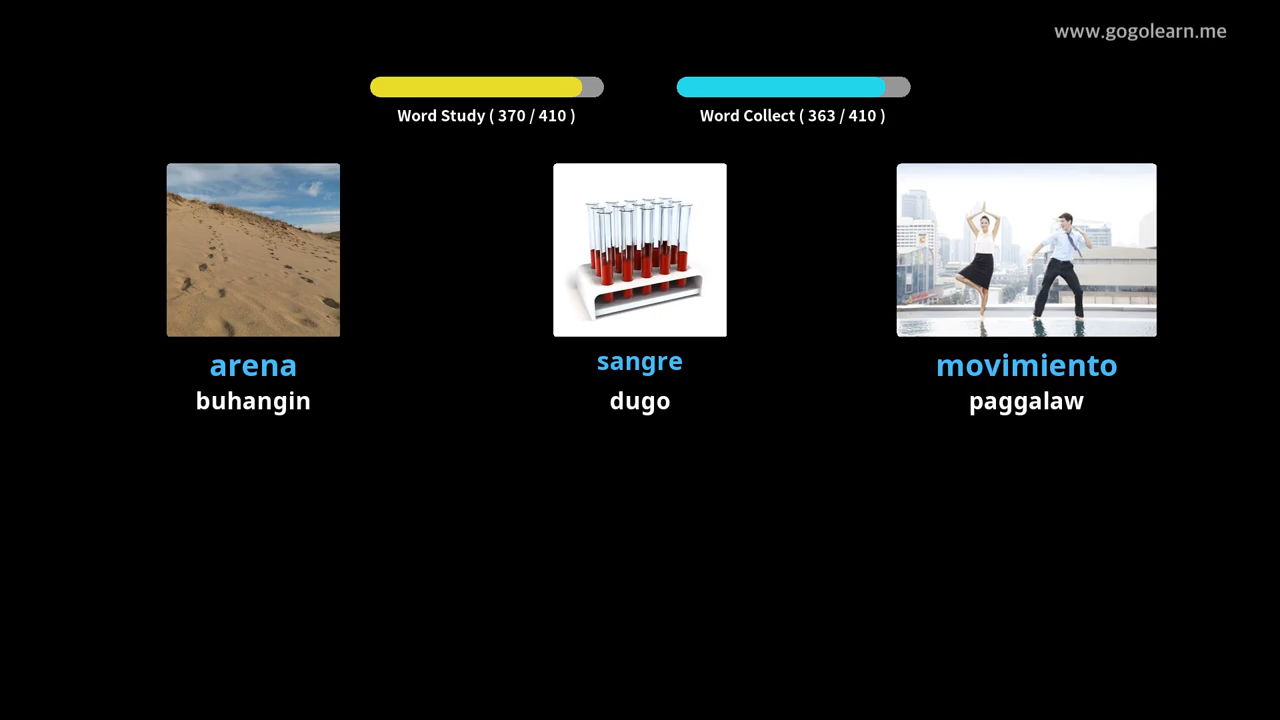 www.gogolearn.me
Word Study ( 370 / 410 )
Word Collect ( 363 / 410 )
arena
buhangin
sangre
dugo
movimiento
paggalaw